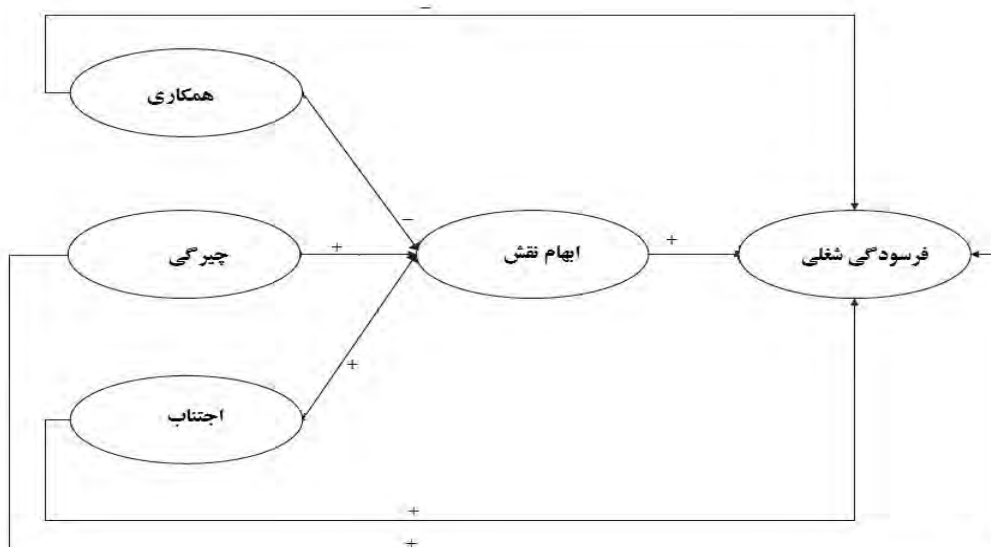 −
همکاری
−
چیرگی
+
ابهام نقش
+
فرسودگی شغلی
+
اجتناب
+
+